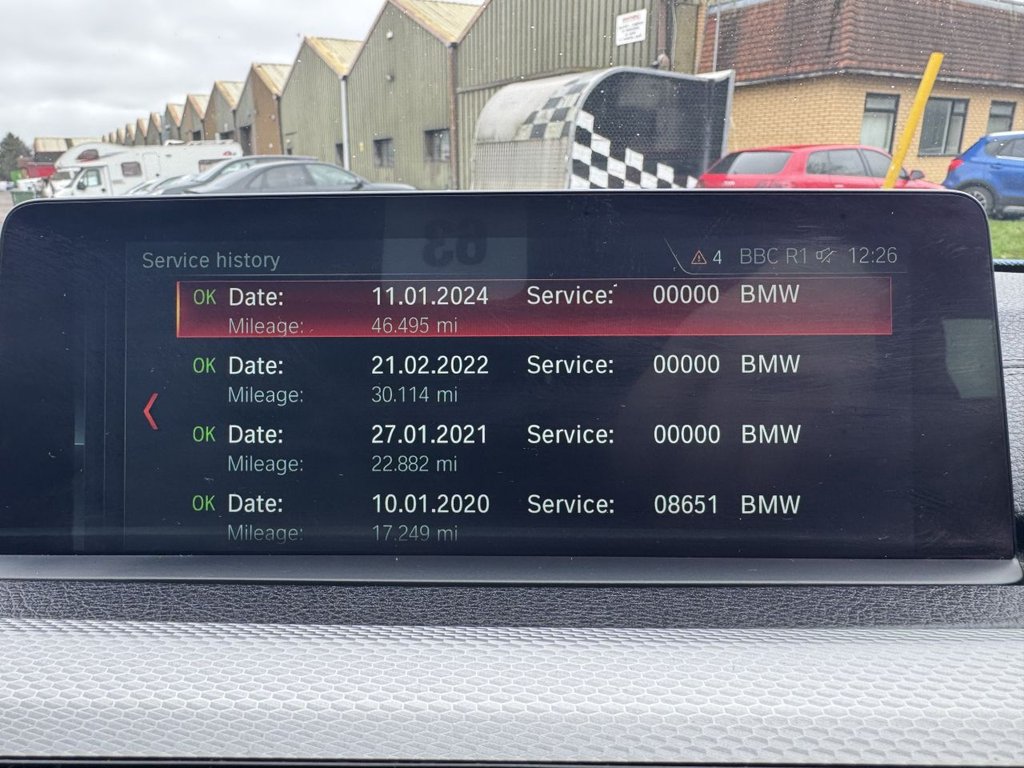 Service history
4 BBC R1 12:26
OK Date: 11.01.2024 Service: 00000 BMW
Mileage: 46.495 mi
OK Date: 21.02.2022 Service: 00000 BMW
Mileage: 30.114 mi
OK Date: 27.01.2021 Service: 00000 BMW
Mileage: 22.882 mi
OK Date: 10.01.2020 Service: 08651 BMW
Mileage: 17.249 mi